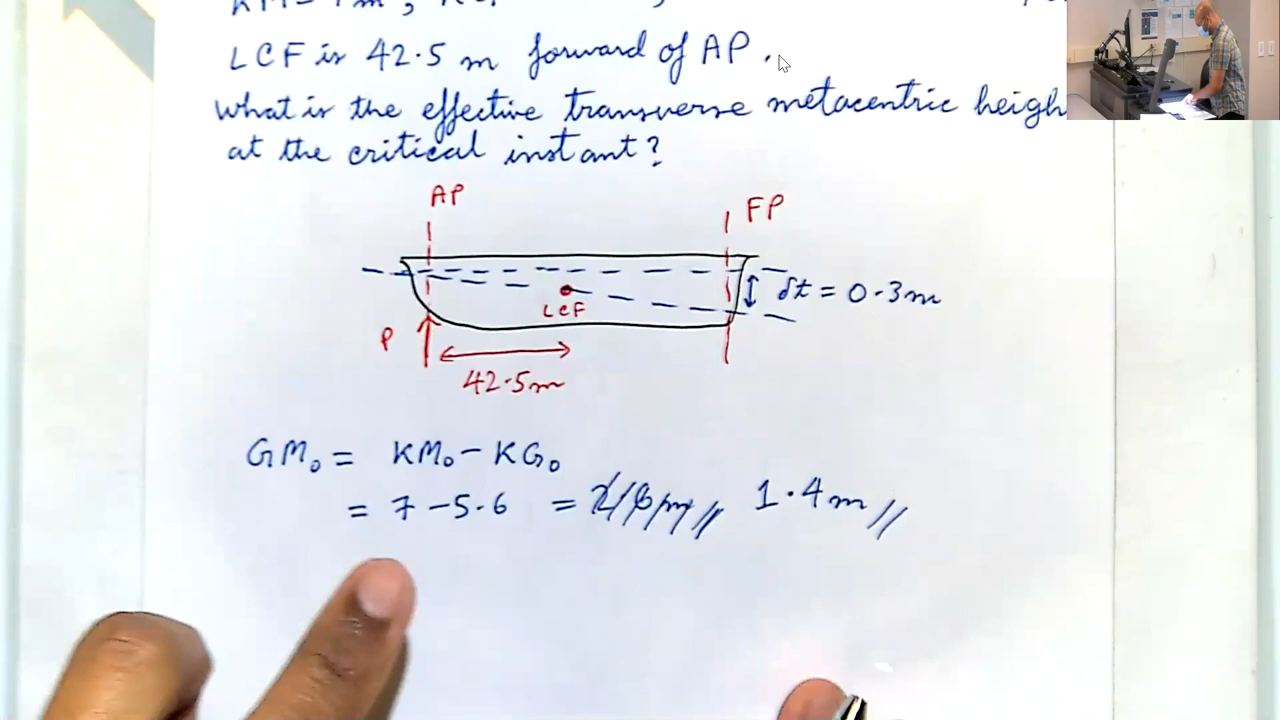 LCF is 42.5 m forward of AP.
What is the effective transverse metacentric heigh
at the critical instant?
AP
FP
δt = 0.3m
LCF
P
42.5m
GM₀ = KM₀ - KG₀
= 7 - 5.6 = 1.4m //